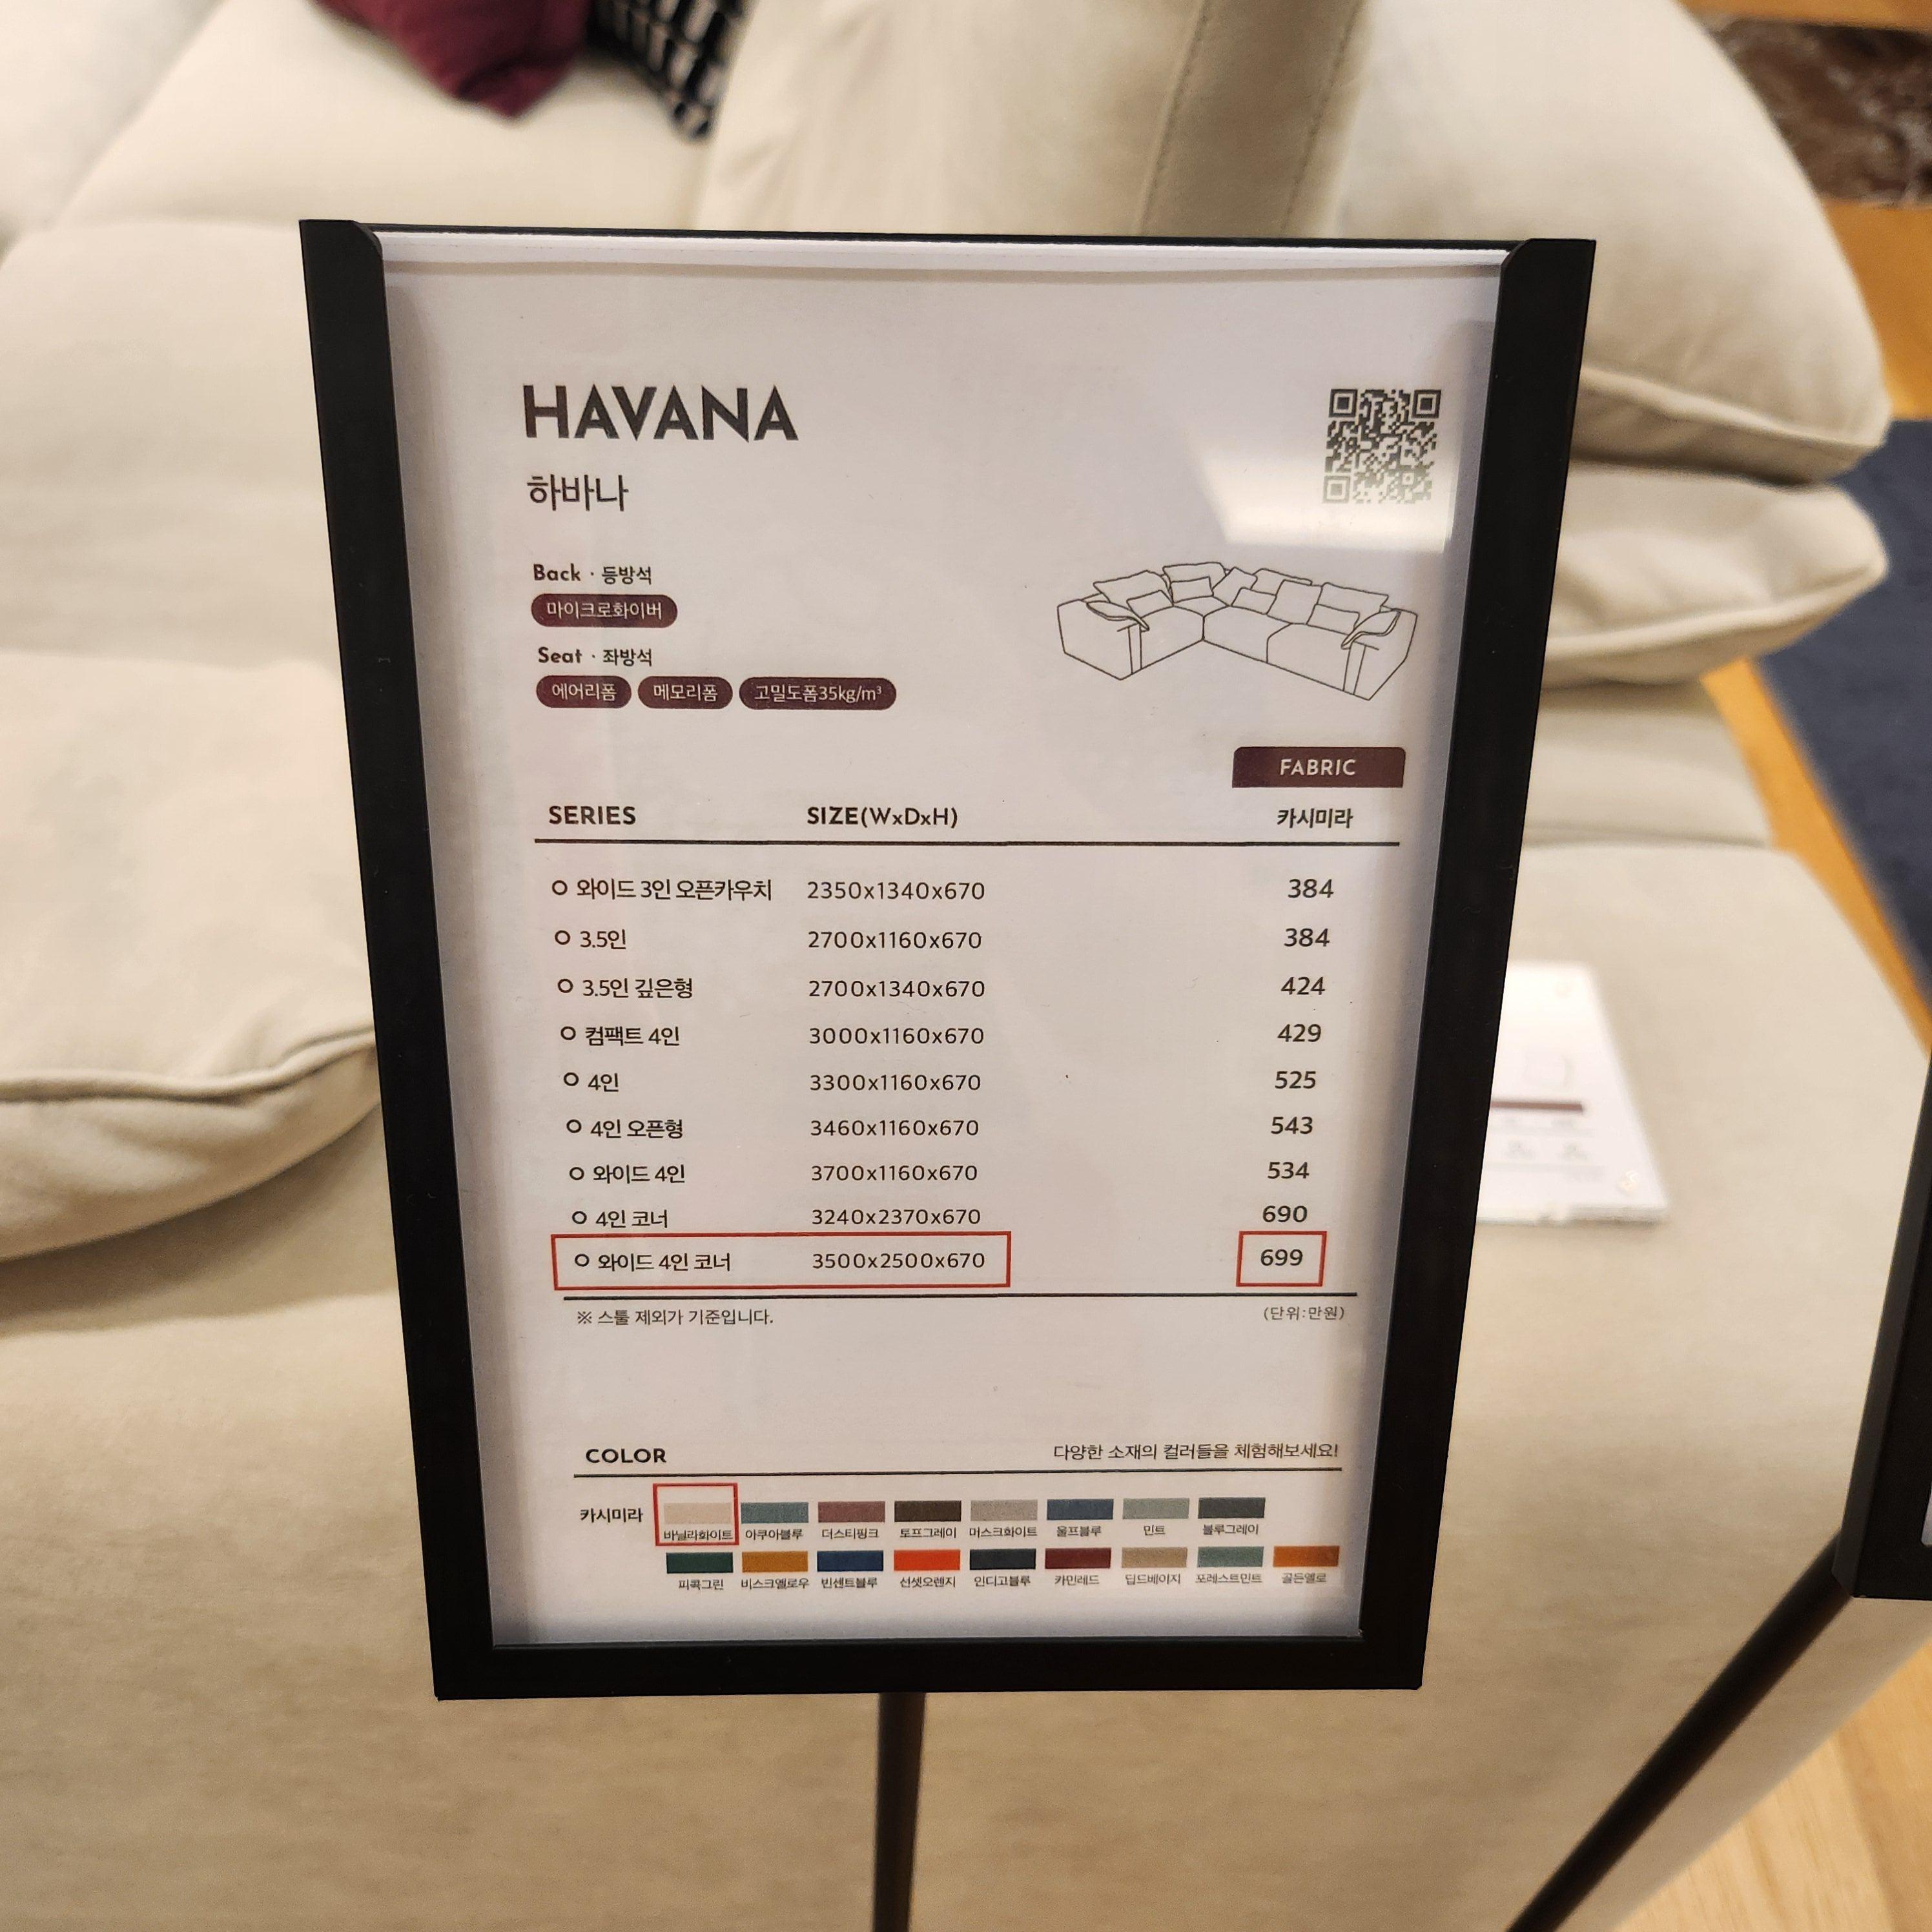 HAVANA
하바나
Back · 등방석
마이크로화이버
Seat · 좌방석
에어리폼 메모리폼 고밀도폼35kg/m³
FABRIC
SERIES SIZE(WxDxH) 카시미라
와이드 3인 오픈카우치 2350x1340x670 384
3.5인 2700x1160x670 384
3.5인 깊은형 2700x1340x670 424
컴팩트 4인 3000x1160x670 429
4인 3300x1160x670 525
4인 오픈형 3460x1160x670 543
와이드 4인 3700x1160x670 534
4인 코너 3240x2370x670 690
와이드 4인 코너 3500x2500x670 699
※ 스툴 제외가 기준입니다. (단위:만원)
COLOR 다양한 소재의 컬러들을 체험해보세요!
카시미라 바닐라화이트 아쿠아블루 더스티핑크 토프그레이 머스크화이트 울프블루 민트 블루그레이
피콕그린 비스크옐로우 빈센트블루 선셋오렌지 인디고블루 카민레드 딥드베이지 포레스트민트 골든옐로